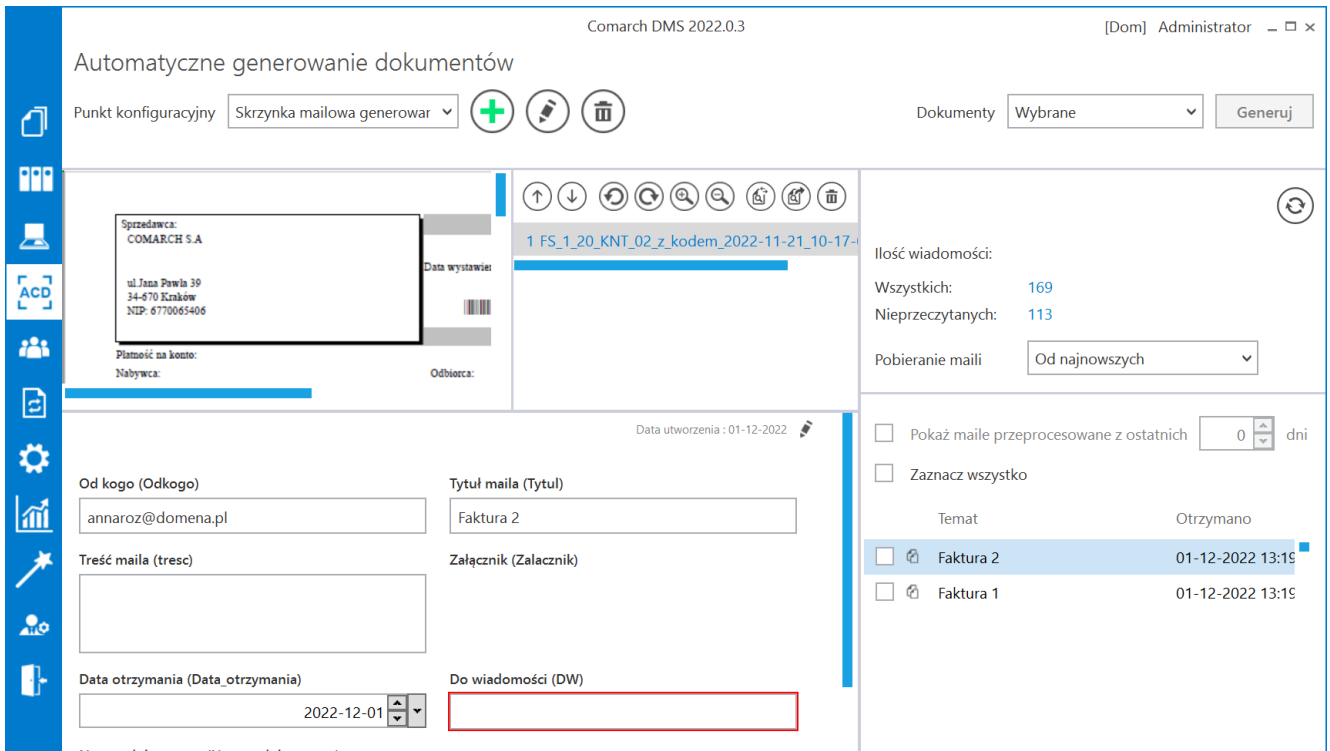 Comarch DMS 2022.0.3
[Dom] Administrator
Automatyczne generowanie dokumentów
Punkt konfiguracyjny Skrzynka mailowa generowar
Dokumenty Wybrane Generuj
ACD
Sprzedawca:
COMARCH S.A
Data wystawie
ul.Jana Pawla 39
34-670 Kraków
NIP: 6770065406
Platność na konto:
Nabywca: Odbiorca:
1 FS_1_20_KNT_02_z_kodem_2022-11-21_10-17-
Ilość wiadomości:
Wszystkich: 169
Nieprzeczytanych: 113
Pobieranie maili Od najnowszych
Data utworzenia : 01-12-2022
Od kogo (Odkogo)
annaroz@domena.pl
Tytuł maila (Tytul)
Faktura 2
Treść maila (tresc)
Załącznik (Zalacznik)
Data otrzymania (Data_otrzymania)
2022-12-01
Do wiadomości (DW)
Pokaż maile przeprocesowane z ostatnich 0 dni
Zaznacz wszystko
Temat Otrzymano
Faktura 2 01-12-2022 13:19
Faktura 1 01-12-2022 13:19